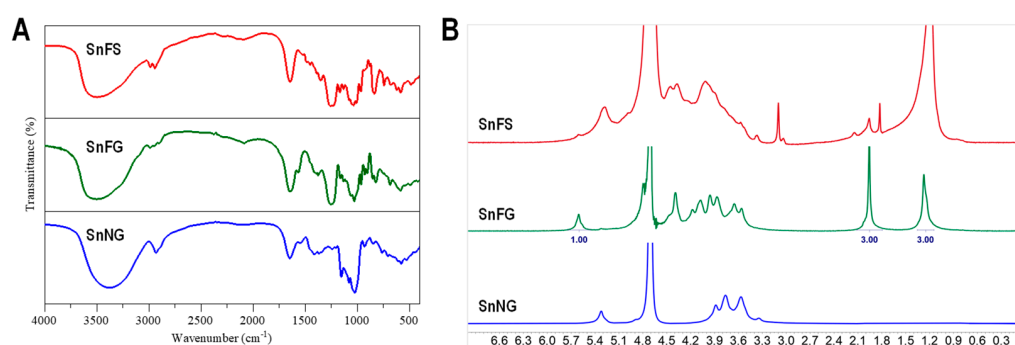 A
SnFS
SnFG
SnNG
Transmittance (%)
4000 3500 3000 2500 2000 1500 1000 500
Wavenumber (cm⁻¹)
B
SnFS
SnFG
1.00 3.00 3.00
SnNG
6.6 6.3 6.0 5.7 5.4 5.1 4.8 4.5 4.2 3.9 3.6 3.3 3.0 2.7 2.4 2.1 1.8 1.5 1.2 0.9 0.6 0.3